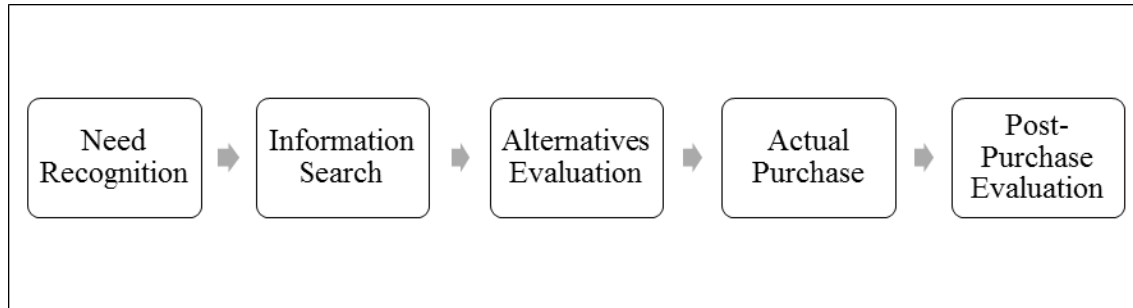 Need
Recognition
Information
Search
Alternatives
Evaluation
Actual
Purchase
Post-
Purchase
Evaluation